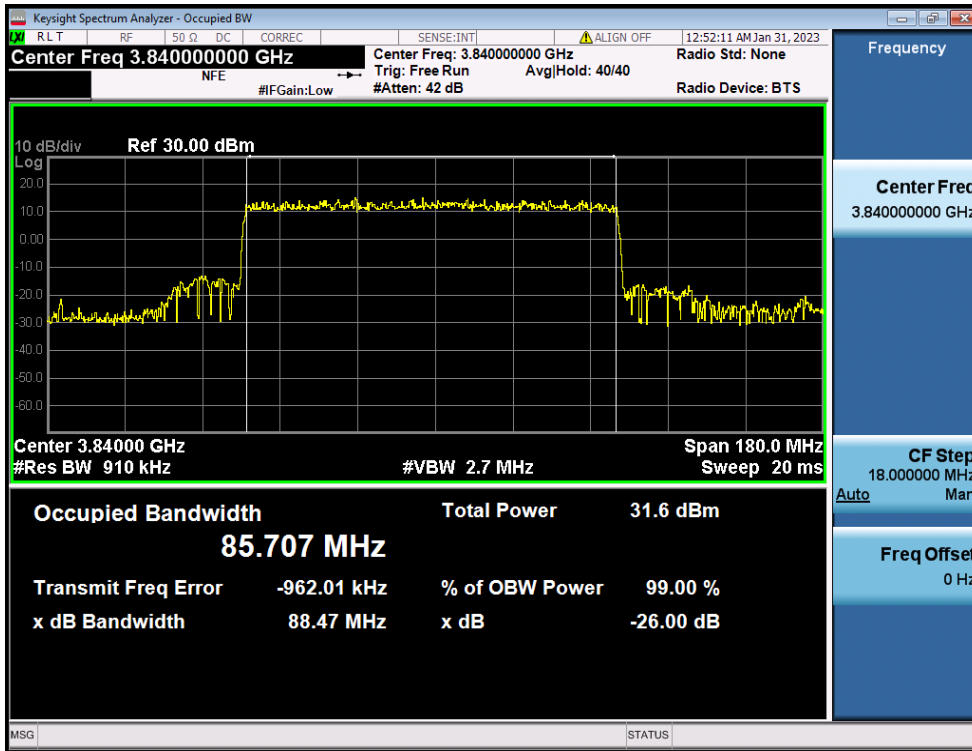 Keysight Spectrum Analyzer - Occupied BW
LXI RLT RF 50 Ω DC CORREC SENSE:INT ALIGN OFF 12:52:11 AM Jan 31, 2023
Center Freq 3.840000000 GHz
NFE
#IFGain:Low
Center Freq: 3.840000000 GHz
Trig: Free Run Avg|Hold: 40/40
#Atten: 42 dB
Radio Std: None
Radio Device: BTS
10 dB/div Ref 30.00 dBm
Log
20.0
10.0
0.00
-10.0
-20.0
-30.0
-40.0
-50.0
-60.0
Center 3.84000 GHz Span 180.0 MHz
#Res BW 910 kHz #VBW 2.7 MHz Sweep 20 ms
Occupied Bandwidth Total Power 31.6 dBm
85.707 MHz
Transmit Freq Error -962.01 kHz % of OBW Power 99.00 %
x dB Bandwidth 88.47 MHz x dB -26.00 dB
Frequency
Center Freq
3.840000000 GHz
CF Step
18.000000 MHz
Auto Man
Freq Offset
0 Hz
MSG STATUS